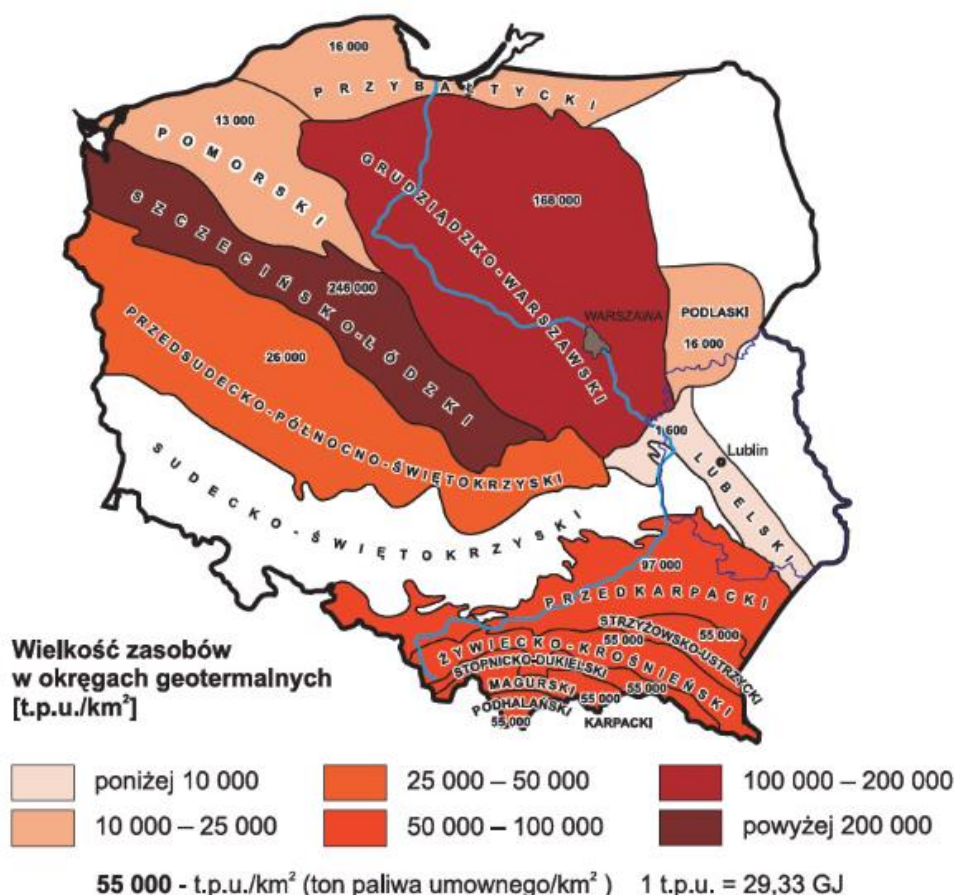 16 000
PRZYBAŁTYCKI
13 000
POMORSKI
GRUDZIĄDZKO-WARSZAWSKI
168 000
SZCZECIŃSKO-ŁÓDZKI
246 000
PODLASKI
16 000
WARSZAWA
26 000
PRZEDSUDECKO-PÓŁNOCNO-ŚWIĘTOKRZYSKI
1 600
Lublin
LUBELSKI
SUDECKO-ŚWIĘTOKRZYSKI
97 000
PRZEDKARPACKI
STRZYŻOWSKO-USTRZYCKI
55 000
55 000
ŻYWIECKO-KROŚNIEŃSKI
STOPNICKO-DUKIELSKI
55 000
MAGURSKI
55 000
PODHALAŃSKI
55 000
KARPACKI
Wielkość zasobów
w okręgach geotermalnych
[t.p.u./km²]
poniżej 10 000
25 000 – 50 000
100 000 – 200 000
10 000 – 25 000
50 000 – 100 000
powyżej 200 000
55 000 - t.p.u./km² (ton paliwa umownego/km² ) 1 t.p.u. = 29,33 GJ